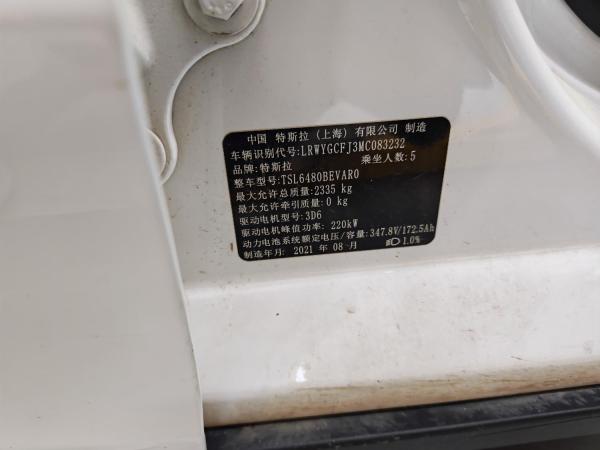 中国 特斯拉(上海)有限公司 制造
车辆识别代号:LRWYGCFJ3MC083232
品牌:特斯拉 乘坐人数:5
整车型号:TSL6480BEVAR0
最大允许总质量:2335 kg
最大允许牵引质量:0 kg
驱动电机型号:3D6
驱动电机峰值功率: 220kW
动力电池系统额定电压/容量:347.8V/172.5Ah
制造年月: 2021 年 08 月 1.0%